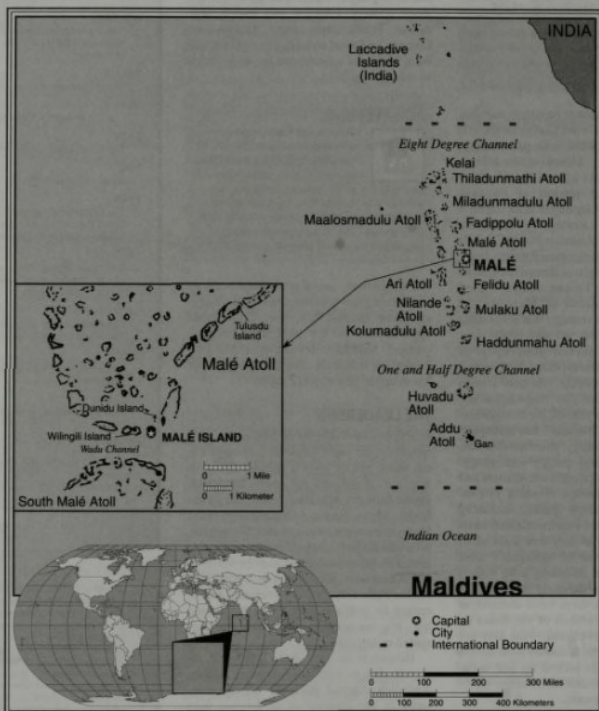 INDIA
Laccadive
Islands
(India)
Eight Degree Channel
Kelai
Thiladunmathi Atoll
Miladunmadulu Atoll
Maalosmadulu Atoll
Fadippolu Atoll
Malé Atoll
MALÉ
Ari Atoll
Felidu Atoll
Nilande
Atoll
Mulaku Atoll
Kolumadulu Atoll
Haddunmahu Atoll
One and Half Degree Channel
Huvadu
Atoll
Addu
Atoll
Gan
Indian Ocean
Tulusdu
Island
Malé Atoll
Dunidu Island
Wilingili Island
MALÉ ISLAND
Wadu Channel
0 1 Mile
0 1 Kilometer
South Malé Atoll
Maldives
Capital
City
International Boundary
0 100 200 300 Miles
0 100 200 300 400 Kilometers